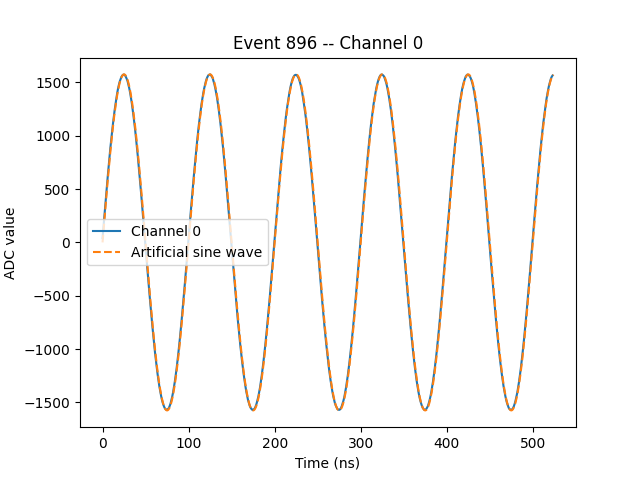 Event 896 -- Channel 0
1500
1000
500
0
−500
−1000
−1500
ADC value
Channel 0
Artificial sine wave
0
100
200
300
400
500
Time (ns)